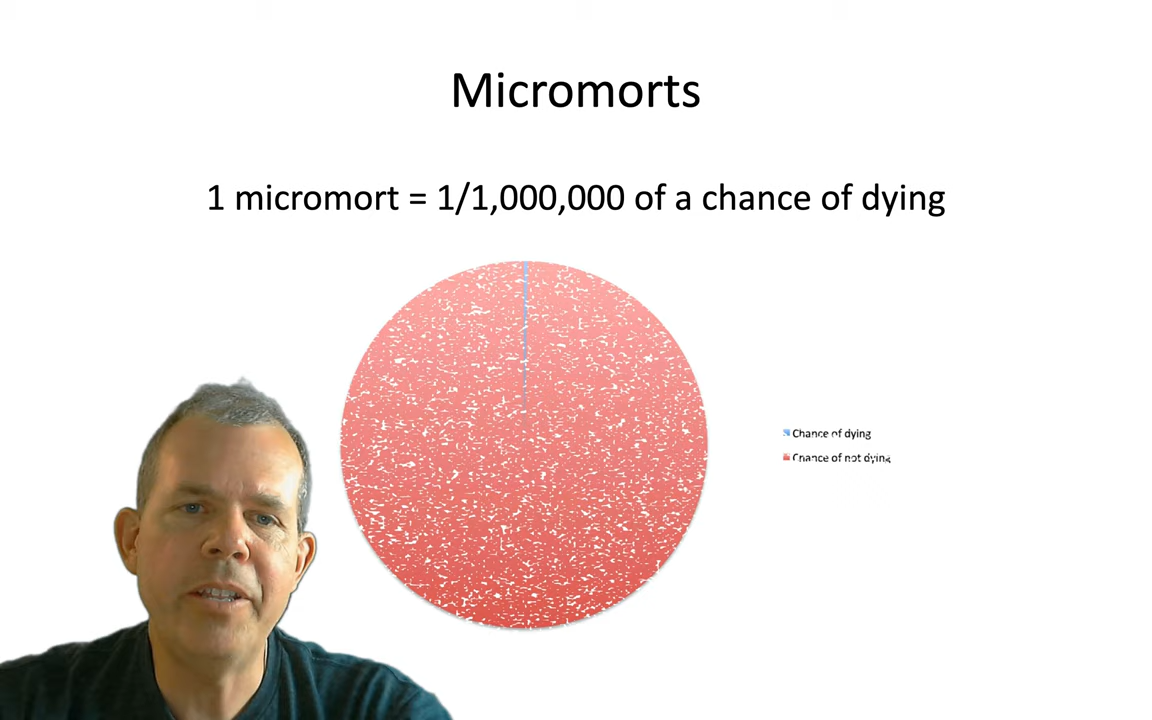 Micromorts
1 micromort = 1/1,000,000 of a chance of dying
Chance of dying
Chance of not dying